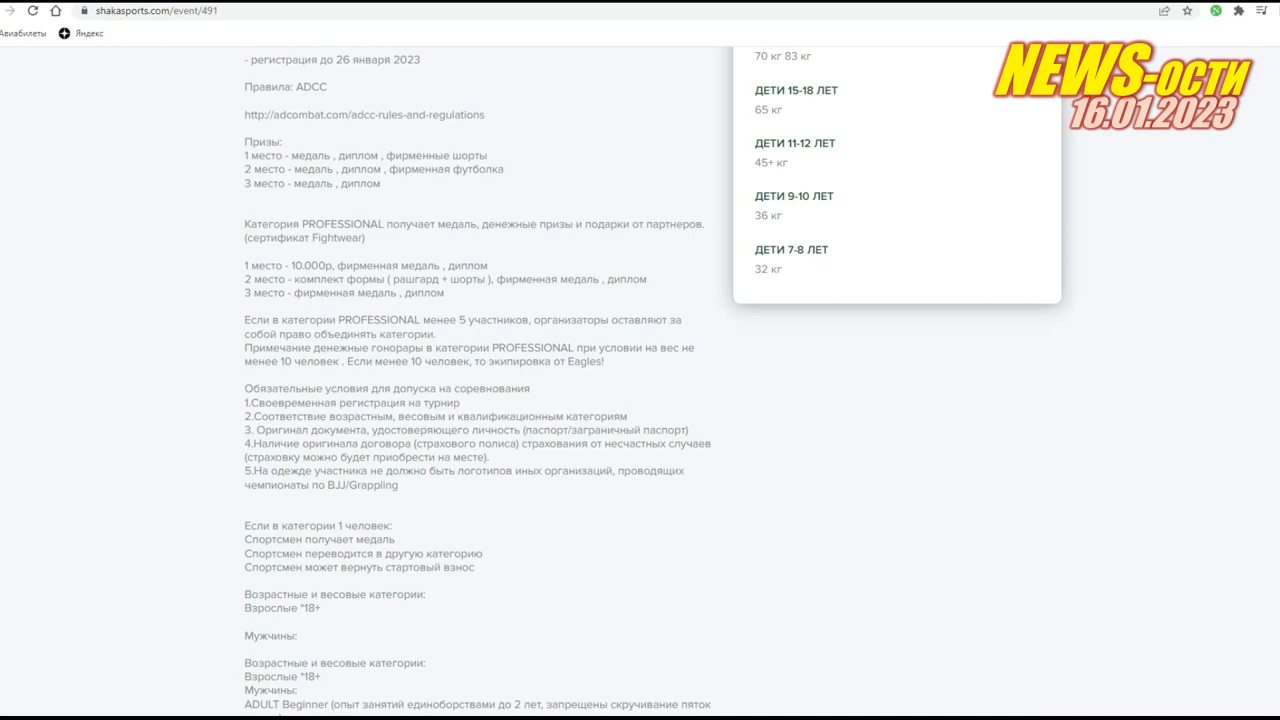 shakasports.com/event/491
Авиабилеты
Яндекс
NEWS-ОСТИ
16.01.2023
- регистрация до 26 января 2023
Правила: ADCC
http://adcombat.com/adcc-rules-and-regulations
Призы:
1 место - медаль , диплом , фирменные шорты
2 место - медаль , диплом , фирменная футболка
3 место - медаль , диплом
Категория PROFESSIONAL получает медаль, денежные призы и подарки от партнеров.
(сертификат Fightwear)
1 место - 10.000р, фирменная медаль , диплом
2 место - комплект формы ( рашгард + шорты ), фирменная медаль , диплом
3 место - фирменная медаль , диплом
Если в категории PROFESSIONAL менее 5 участников, организаторы оставляют за
собой право объединять категории.
Примечание денежные гонорары в категории PROFESSIONAL при условии на вес не
менее 10 человек . Если менее 10 человек, то экипировка от Eagles!
Обязательные условия для допуска на соревнования
1.Своевременная регистрация на турнир
2.Соответствие возрастным, весовым и квалификационным категориям
3. Оригинал документа, удостоверяющего личность (паспорт/заграничный паспорт)
4.Наличие оригинала договора (страхового полиса) страхования от несчастных случаев
(страховку можно будет приобрести на месте).
5.На одежде участника не должно быть логотипов иных организаций, проводящих
чемпионаты по BJJ/Grappling
Если в категории 1 человек:
Спортсмен получает медаль
Спортсмен переводится в другую категорию
Спортсмен может вернуть стартовый взнос
Возрастные и весовые категории:
Взрослые *18+
Мужчины:
Возрастные и весовые категории:
Взрослые *18+
Мужчины:
ADULT Beginner (опыт занятий единоборствами до 2 лет, запрещены скручивание пяток
70 кг 83 кг
ДЕТИ 15-18 ЛЕТ
65 кг
ДЕТИ 11-12 ЛЕТ
45+ кг
ДЕТИ 9-10 ЛЕТ
36 кг
ДЕТИ 7-8 ЛЕТ
32 кг